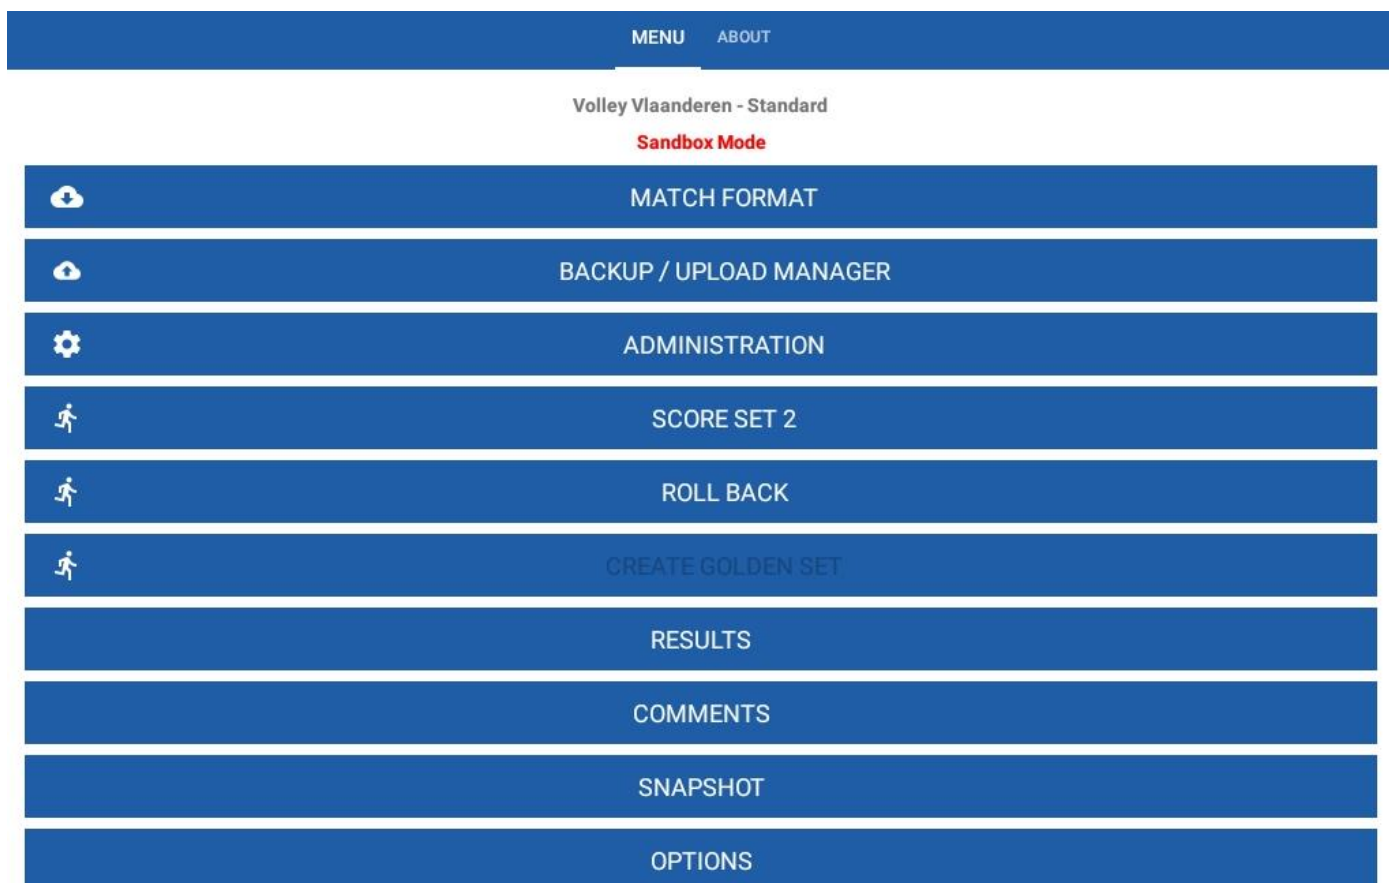 MENU ABOUT
Volley Vlaanderen - Standard
Sandbox Mode
MATCH FORMAT
BACKUP / UPLOAD MANAGER
ADMINISTRATION
SCORE SET 2
ROLL BACK
CREATE GOLDEN SET
RESULTS
COMMENTS
SNAPSHOT
OPTIONS